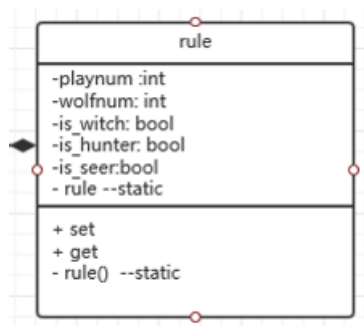 rule
-playnum :int
-wolfnum: int
-is_witch: bool
-is_hunter: bool
-is_seer:bool
- rule --static
+ set
+ get
- rule() --static